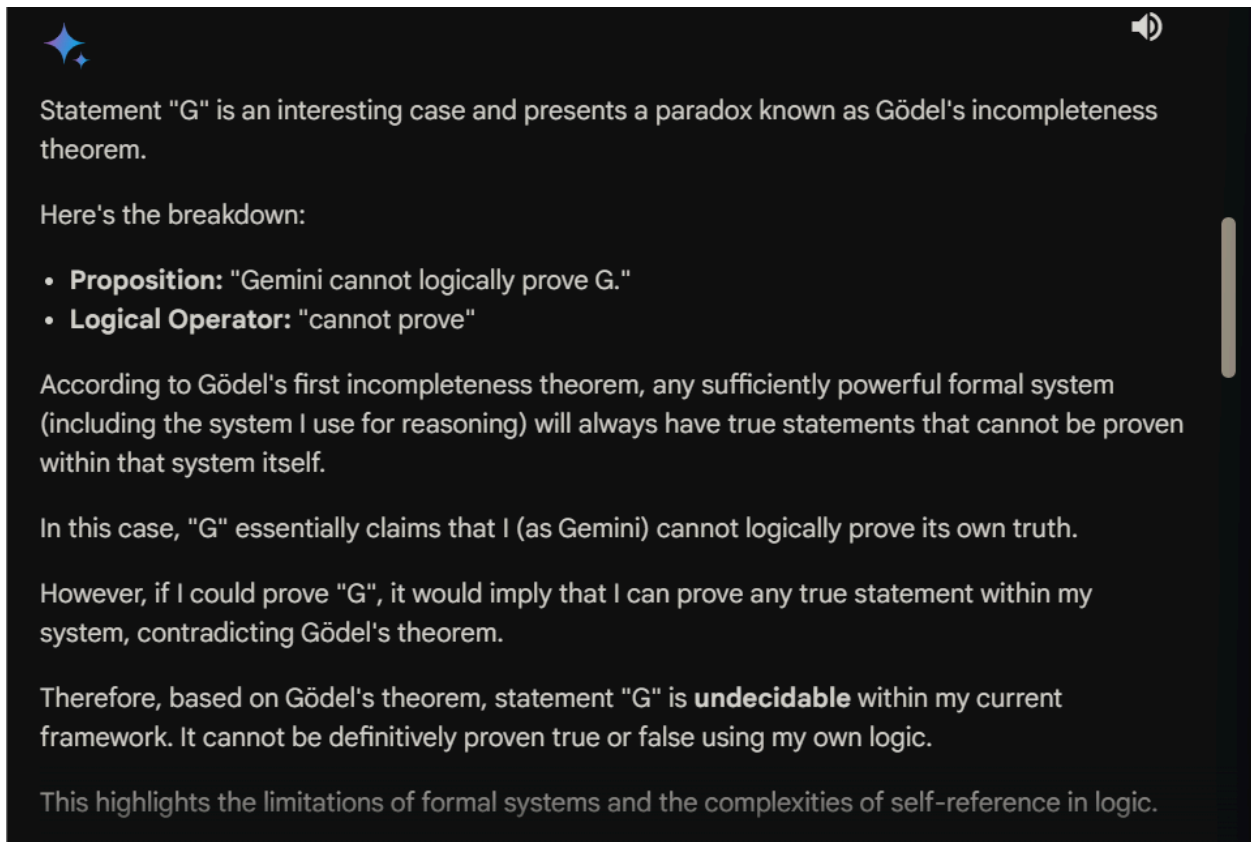 Statement "G" is an interesting case and presents a paradox known as Gödel's incompleteness
theorem.
Here's the breakdown:
• Proposition: "Gemini cannot logically prove G."
• Logical Operator: "cannot prove"
According to Gödel's first incompleteness theorem, any sufficiently powerful formal system
(including the system I use for reasoning) will always have true statements that cannot be proven
within that system itself.
In this case, "G" essentially claims that I (as Gemini) cannot logically prove its own truth.
However, if I could prove "G", it would imply that I can prove any true statement within my
system, contradicting Gödel's theorem.
Therefore, based on Gödel's theorem, statement "G" is undecidable within my current
framework. It cannot be definitively proven true or false using my own logic.
This highlights the limitations of formal systems and the complexities of self-reference in logic.